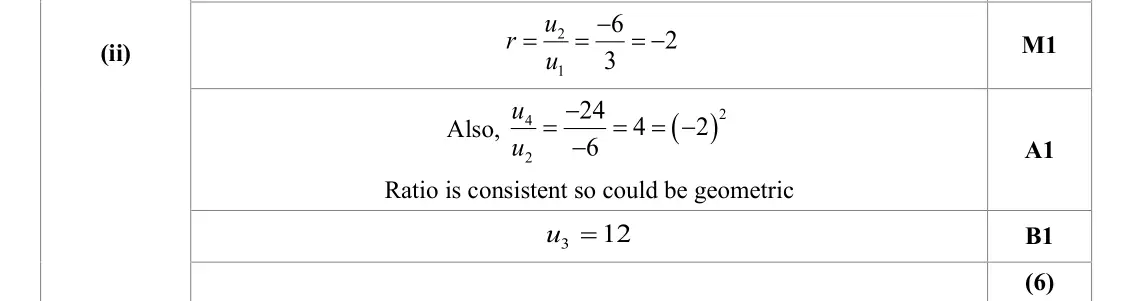 (ii)
r = u₂/u₁ = −6/3 = −2
M1
Also, u₄/u₂ = −24/−6 = 4 = (−2)²
Ratio is consistent so could be geometric
A1
u₃ = 12
B1
(6)